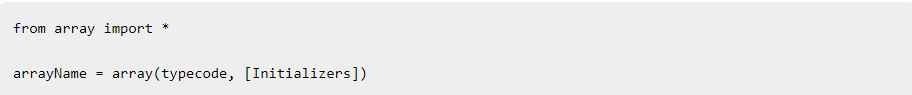 from array import *
arrayName = array(typecode, [Initializers])